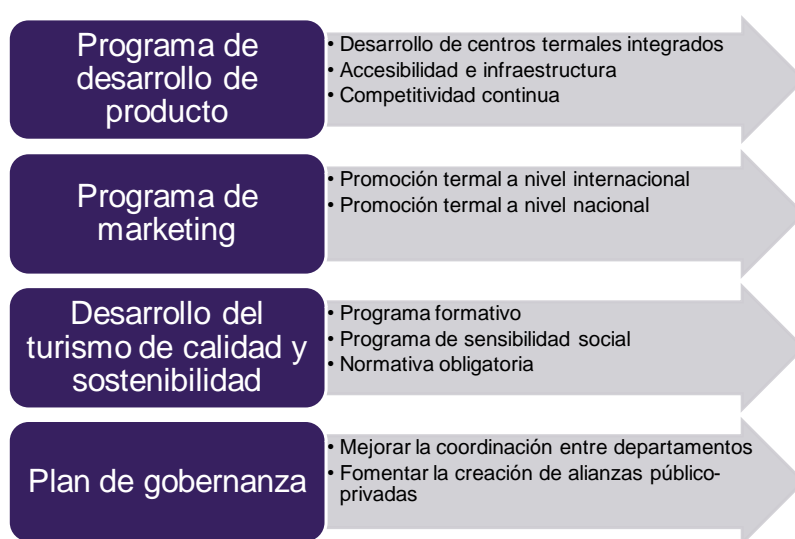 Programa de
desarrollo de
producto
• Desarrollo de centros termales integrados
• Accesibilidad e infraestructura
• Competitividad continua
Programa de
marketing
• Promoción termal a nivel internacional
• Promoción termal a nivel nacional
Desarrollo del
turismo de calidad y
sostenibilidad
• Programa formativo
• Programa de sensibilidad social
• Normativa obligatoria
Plan de gobernanza
• Mejorar la coordinación entre departamentos
• Fomentar la creación de alianzas público-
privadas